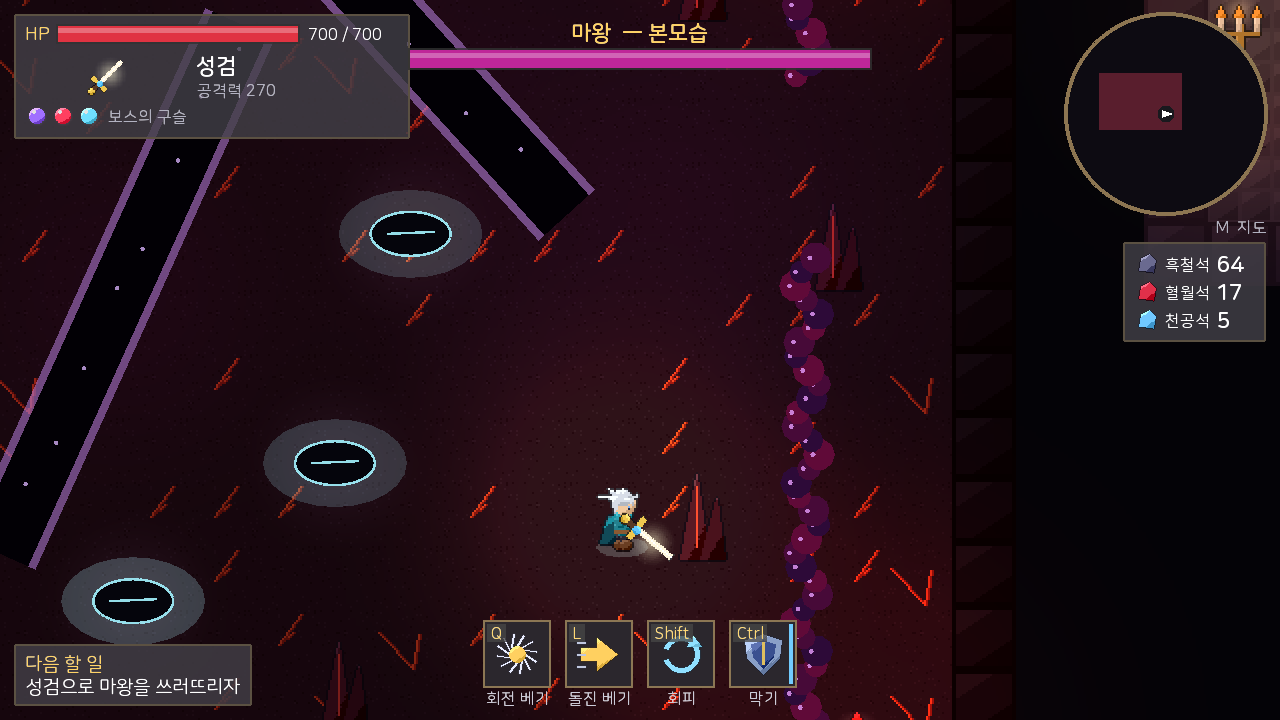 HP 700 / 700
성검
공격력 270
보스의 구슬
마왕 — 본모습
M 지도
흑철석 64
혈월석 17
천공석 5
다음 할 일
성검으로 마왕을 쓰러뜨리자
Q L Shift Ctrl
회전 베기 돌진 베기 회피 막기